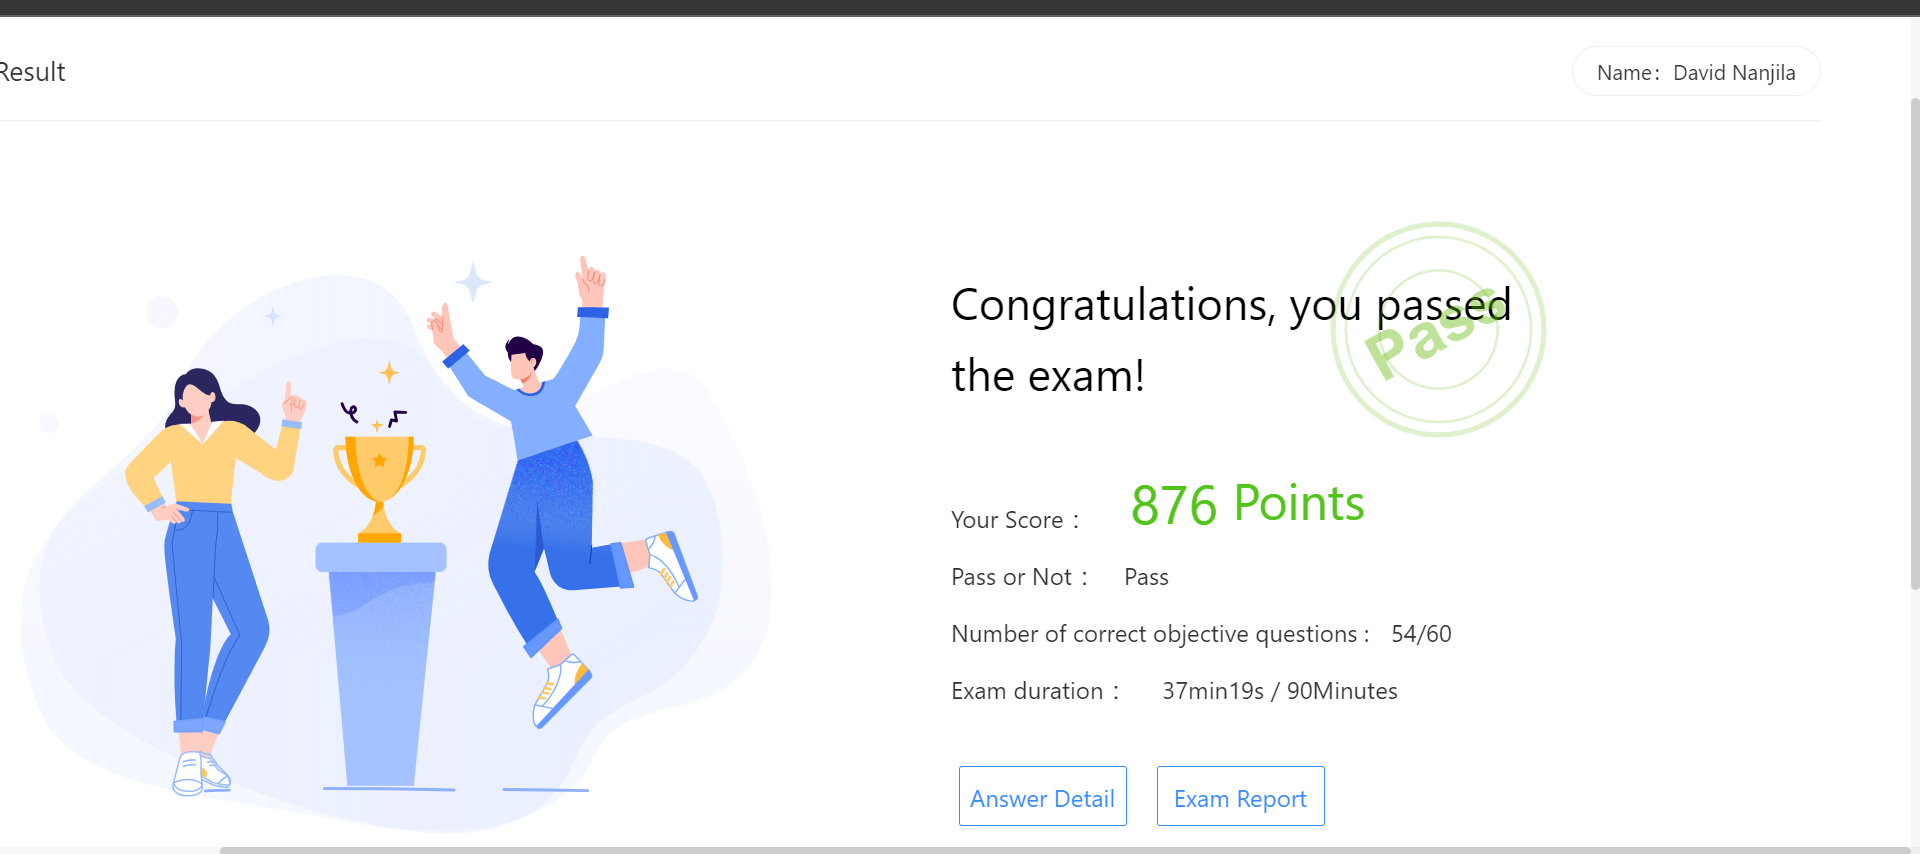 Result
Name: David Nanjila
Congratulations, you passed
the exam!
Pass
Your Score : 876 Points
Pass or Not : Pass
Number of correct objective questions : 54/60
Exam duration : 37min19s / 90Minutes
Answer Detail Exam Report